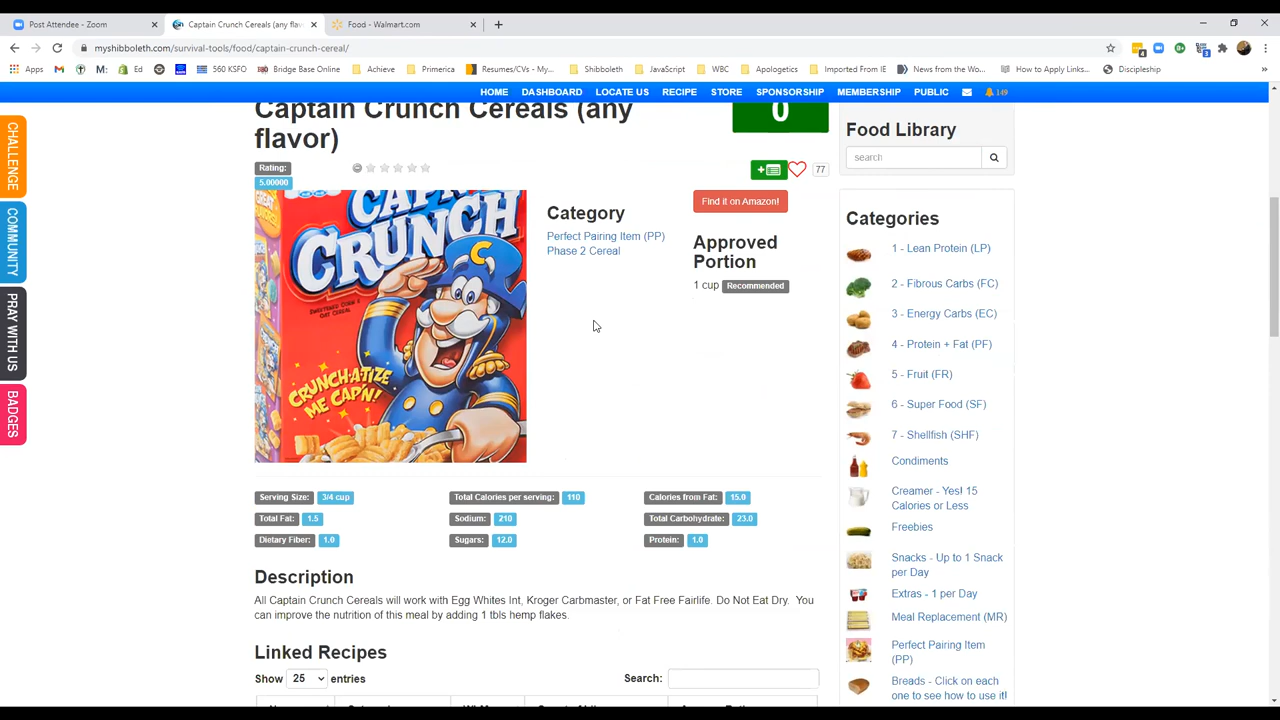 Post Attendee - Zoom
Captain Crunch Cereals (any flav
Food - Walmart.com
myshibboleth.com/survival-tools/food/captain-crunch-cereal/
Apps
Ed
560 KSFO
Bridge Base Online
Achieve
Primerica
Resumes/CVs - My...
Shibboleth
JavaScript
WBC
Apologetics
Imported From IE
News from the Wo...
How to Apply Links...
Discipleship
HOME DASHBOARD LOCATE US RECIPE STORE SPONSORSHIP MEMBERSHIP PUBLIC 149
CHALLENGE
COMMUNITY
PRAY WITH US
BADGES
Captain Crunch Cereals (any
flavor)
0
Rating:
5.00000
77
CAP'N
CRUNCH
SWEETENED CORN &
OAT CEREAL
CRUNCH-A-TIZE
ME CAP'N!
C
Category
Perfect Pairing Item (PP)
Phase 2 Cereal
Find it on Amazon!
Approved
Portion
1 cup Recommended
Serving Size: 3/4 cup
Total Calories per serving: 110
Calories from Fat: 15.0
Total Fat: 1.5
Sodium: 210
Total Carbohydrate: 23.0
Dietary Fiber: 1.0
Sugars: 12.0
Protein: 1.0
Description
All Captain Crunch Cereals will work with Egg Whites Int, Kroger Carbmaster, or Fat Free Fairlife. Do Not Eat Dry. You
can improve the nutrition of this meal by adding 1 tbls hemp flakes.
Linked Recipes
Show 25 entries
Search:
Food Library
search
Categories
1 - Lean Protein (LP)
2 - Fibrous Carbs (FC)
3 - Energy Carbs (EC)
4 - Protein + Fat (PF)
5 - Fruit (FR)
6 - Super Food (SF)
7 - Shellfish (SHF)
Condiments
Creamer - Yes! 15
Calories or Less
Freebies
Snacks - Up to 1 Snack
per Day
Extras - 1 per Day
Meal Replacement (MR)
Perfect Pairing Item
(PP)
Breads - Click on each
one to see how to use it!